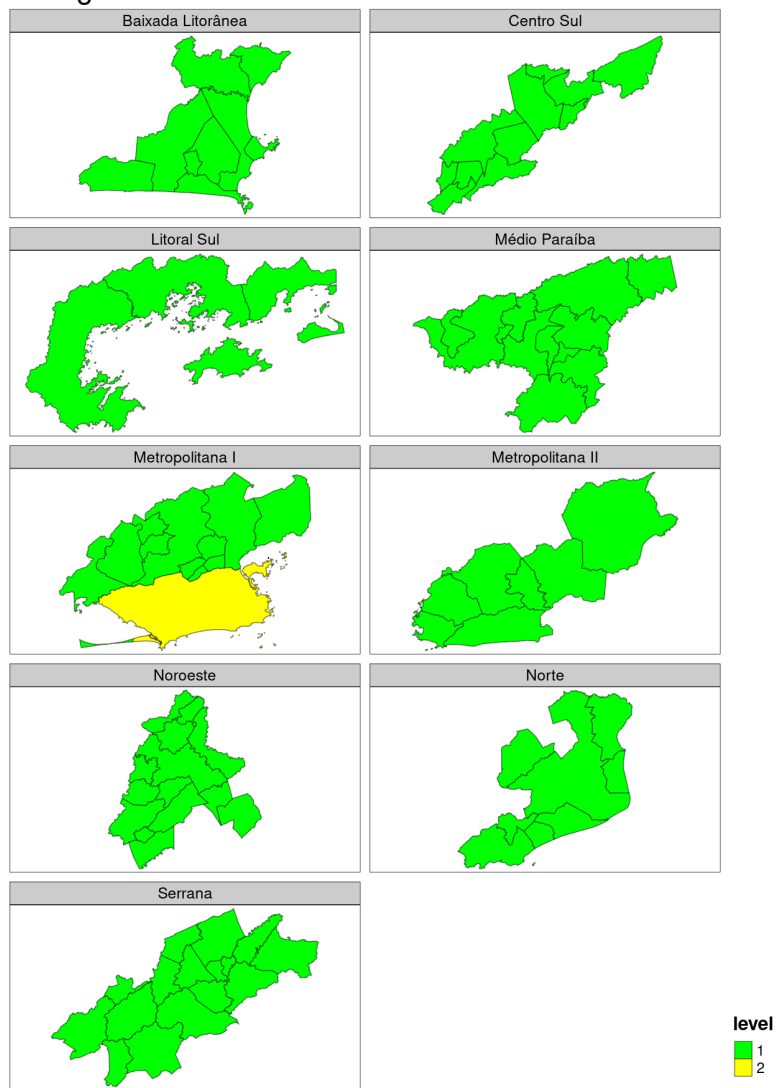 Baixada Litorânea
Centro Sul
Litoral Sul
Médio Paraíba
Metropolitana I
Metropolitana II
Noroeste
Norte
Serrana
level
1
2